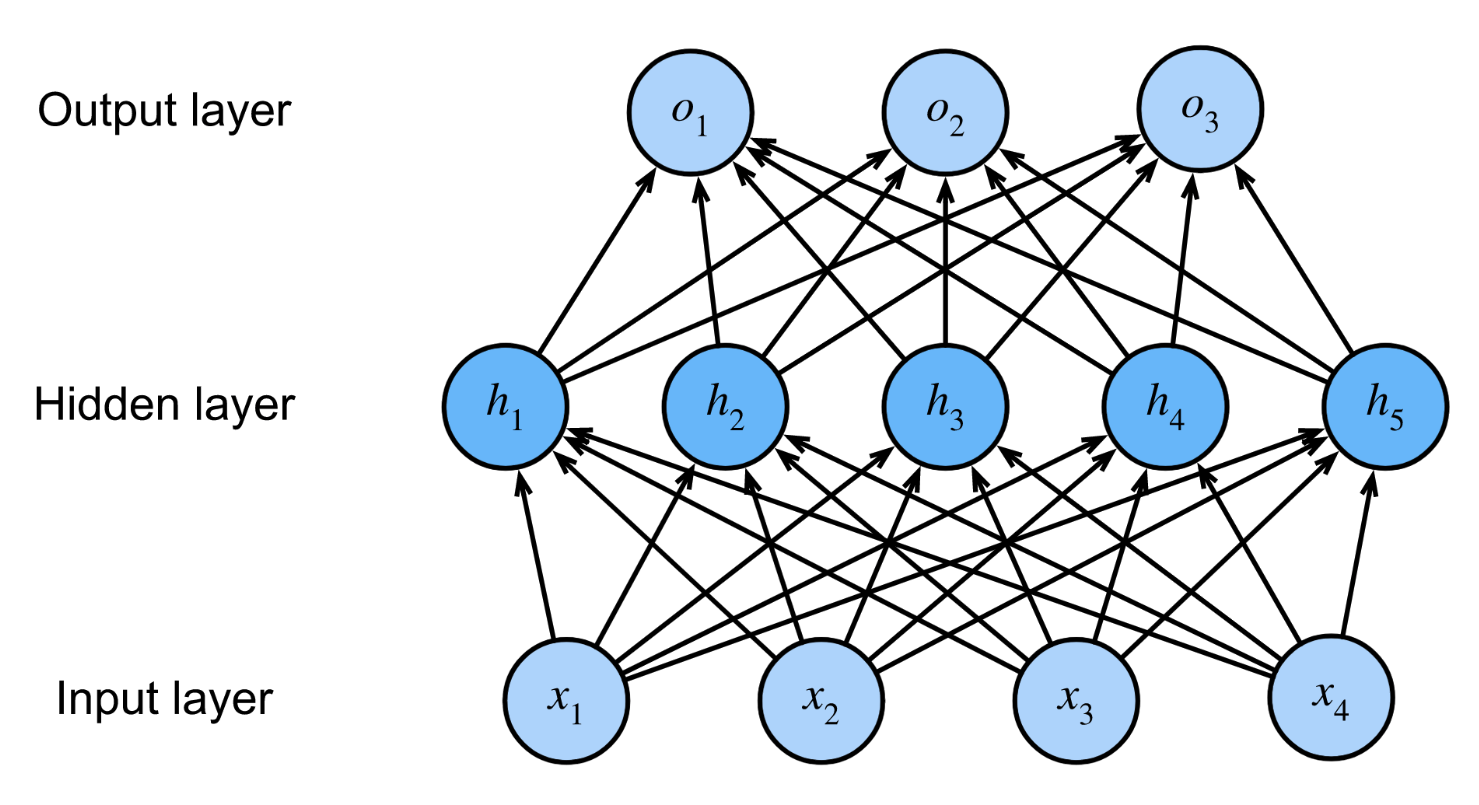 Output layer o₁ o₂ o₃
Hidden layer h₁ h₂ h₃ h₄ h₅
Input layer x₁ x₂ x₃ x₄